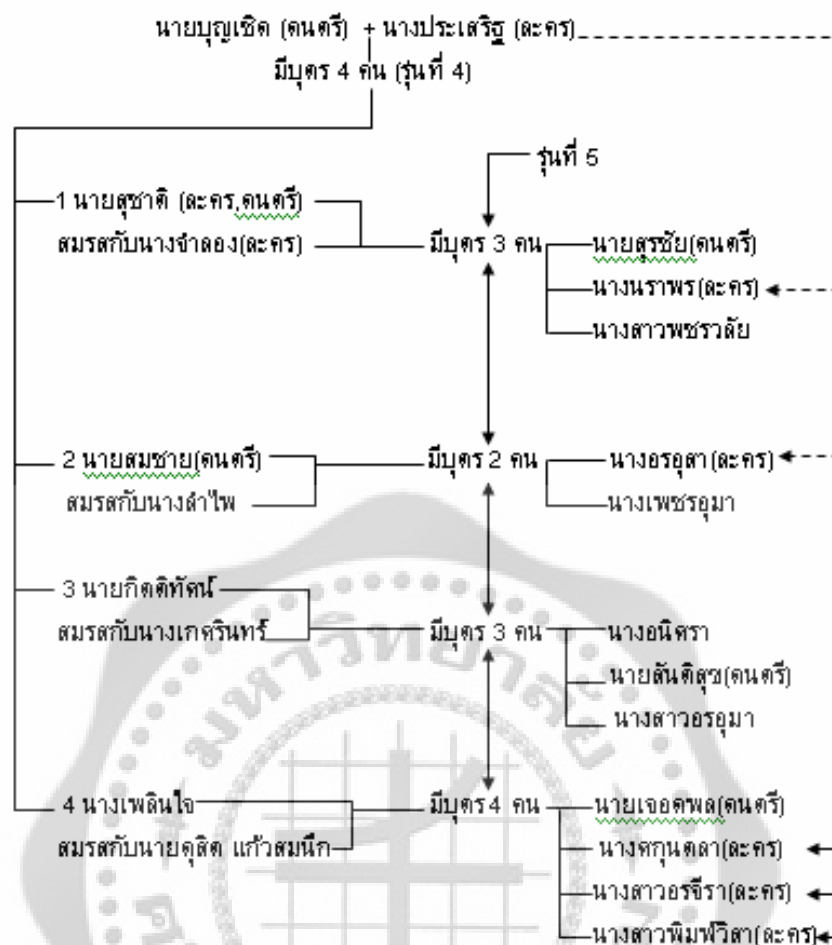 นายบุญเชิด (ดนตรี) + นางประเสริฐ (ละคร)
มีบุตร 4 คน (รุ่นที่ 4)
รุ่นที่ 5
1 นายสุชาติ (ละคร,ดนตรี)
สมรสกับนางจำลอง(ละคร)
มีบุตร 3 คน
นายสุรชัย(ดนตรี)
นางนราพร(ละคร)
นางสาวพชรวลัย
2 นายสมชาย(ดนตรี)
สมรสกับนางลำไพ
มีบุตร 2 คน
นางอรอุสา(ละคร)
นางเพชรอุมา
3 นายกิตติทัศน์
สมรสกับนางเกศรินทร์
มีบุตร 3 คน
นางอนิศรา
นายสันติสุข(ดนตรี)
นางสาวอรอุมา
4 นางเพลินใจ
สมรสกับนายดุสิต แก้วสมนึก
มีบุตร4 คน
นายเจอดพล(ดนตรี)
นางศกุนตลา(ละคร)
นางสาวอรจีรา(ละคร)
นางสาวพิมพ์วิสา(ละคร)
มหาวิทยาลัย